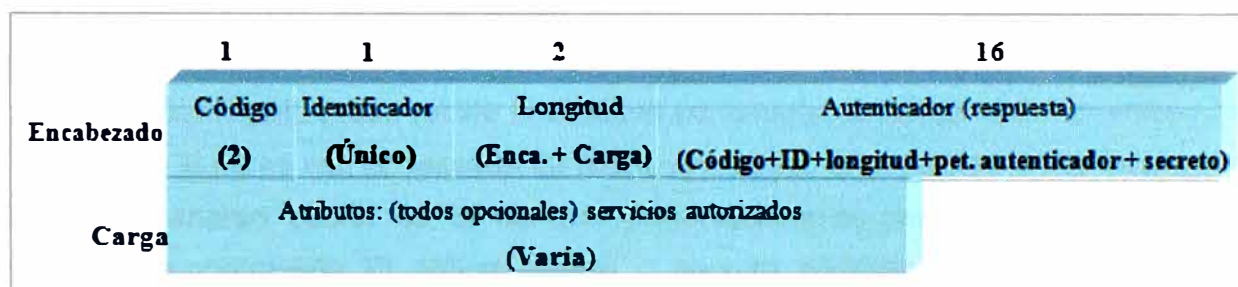 1 1 2 16
Encabezado
Código Identificador Longitud Autenticador (respuesta)
(2) (Único) (Enca. + Carga) (Código+ID+longitud+pet. autenticador + secreto)
Carga
Atributos: (todos opcionales) servicios autorizados
(Varia)